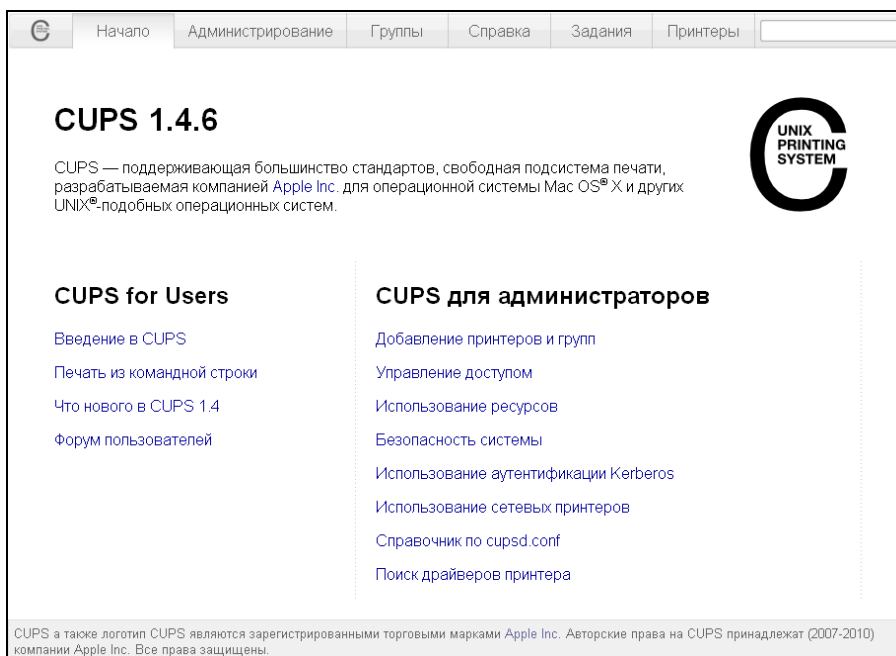 Начало Администрирование Группы Справка Задания Принтеры
CUPS 1.4.6
CUPS — поддерживающая большинство стандартов, свободная подсистема печати,
разрабатываемая компанией Apple Inc. для операционной системы Mac OS® X и других
UNIX®-подобных операционных систем.
UNIX
PRINTING
SYSTEM
CUPS for Users
Введение в CUPS
Печать из командной строки
Что нового в CUPS 1.4
Форум пользователей
CUPS для администраторов
Добавление принтеров и групп
Управление доступом
Использование ресурсов
Безопасность системы
Использование аутентификации Kerberos
Использование сетевых принтеров
Справочник по cupsd.conf
Поиск драйверов принтера
CUPS а также логотип CUPS являются зарегистрированными торговыми марками Apple Inc. Авторские права на CUPS принадлежат (2007-2010)
компании Apple Inc. Все права защищены.